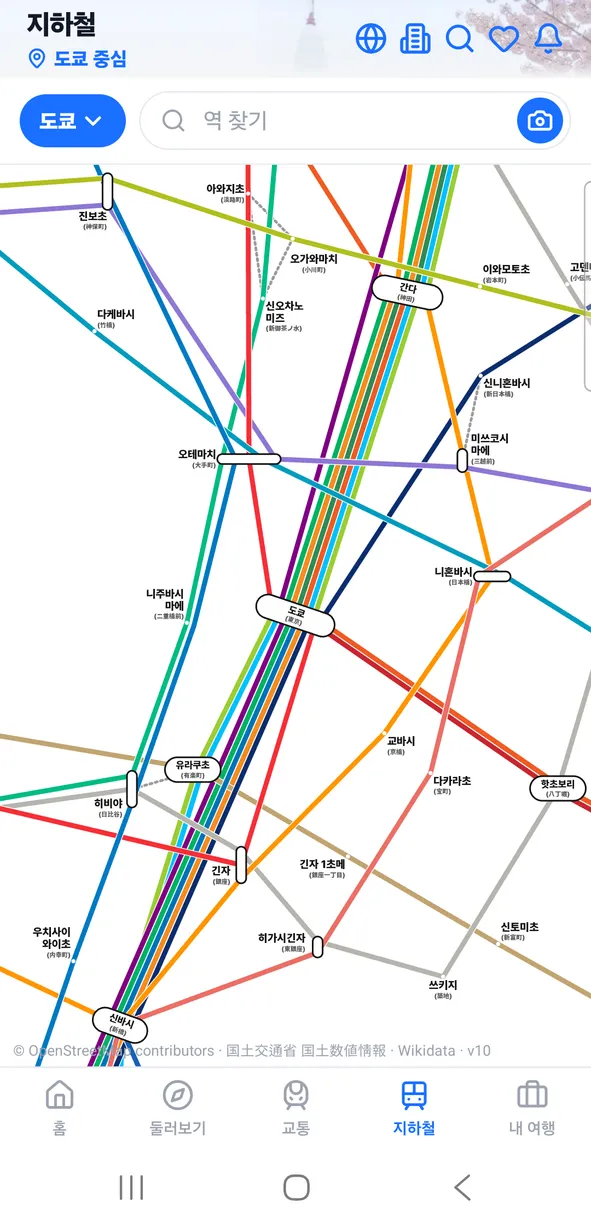 지하철
도쿄 중심
도쿄
역 찾기
진보초
(神保町)
아와지초
(淡路町)
오가와마치
(小川町)
간다
(神田)
이와모토초
(岩本町)
신오차노
미즈
(新御茶ノ水)
다케바시
(竹橋)
신니혼바시
(新日本橋)
미쓰코시
마에
(三越前)
오테마치
(大手町)
니혼바시
(日本橋)
니주바시
마에
(二重橋前)
도쿄
(東京)
교바시
(京橋)
유라쿠초
(有楽町)
다카라초
(宝町)
핫초보리
(八丁堀)
히비야
(日比谷)
긴자 1초메
(銀座一丁目)
긴자
(銀座)
우치사이
와이초
(内幸町)
히가시긴자
(東銀座)
신토미초
(新富町)
쓰키지
(築地)
신바시
(新橋)
contributors · 国土交通省 国土数値情報 · Wikidata · v10
홈
둘러보기
교통
지하철
내 여행